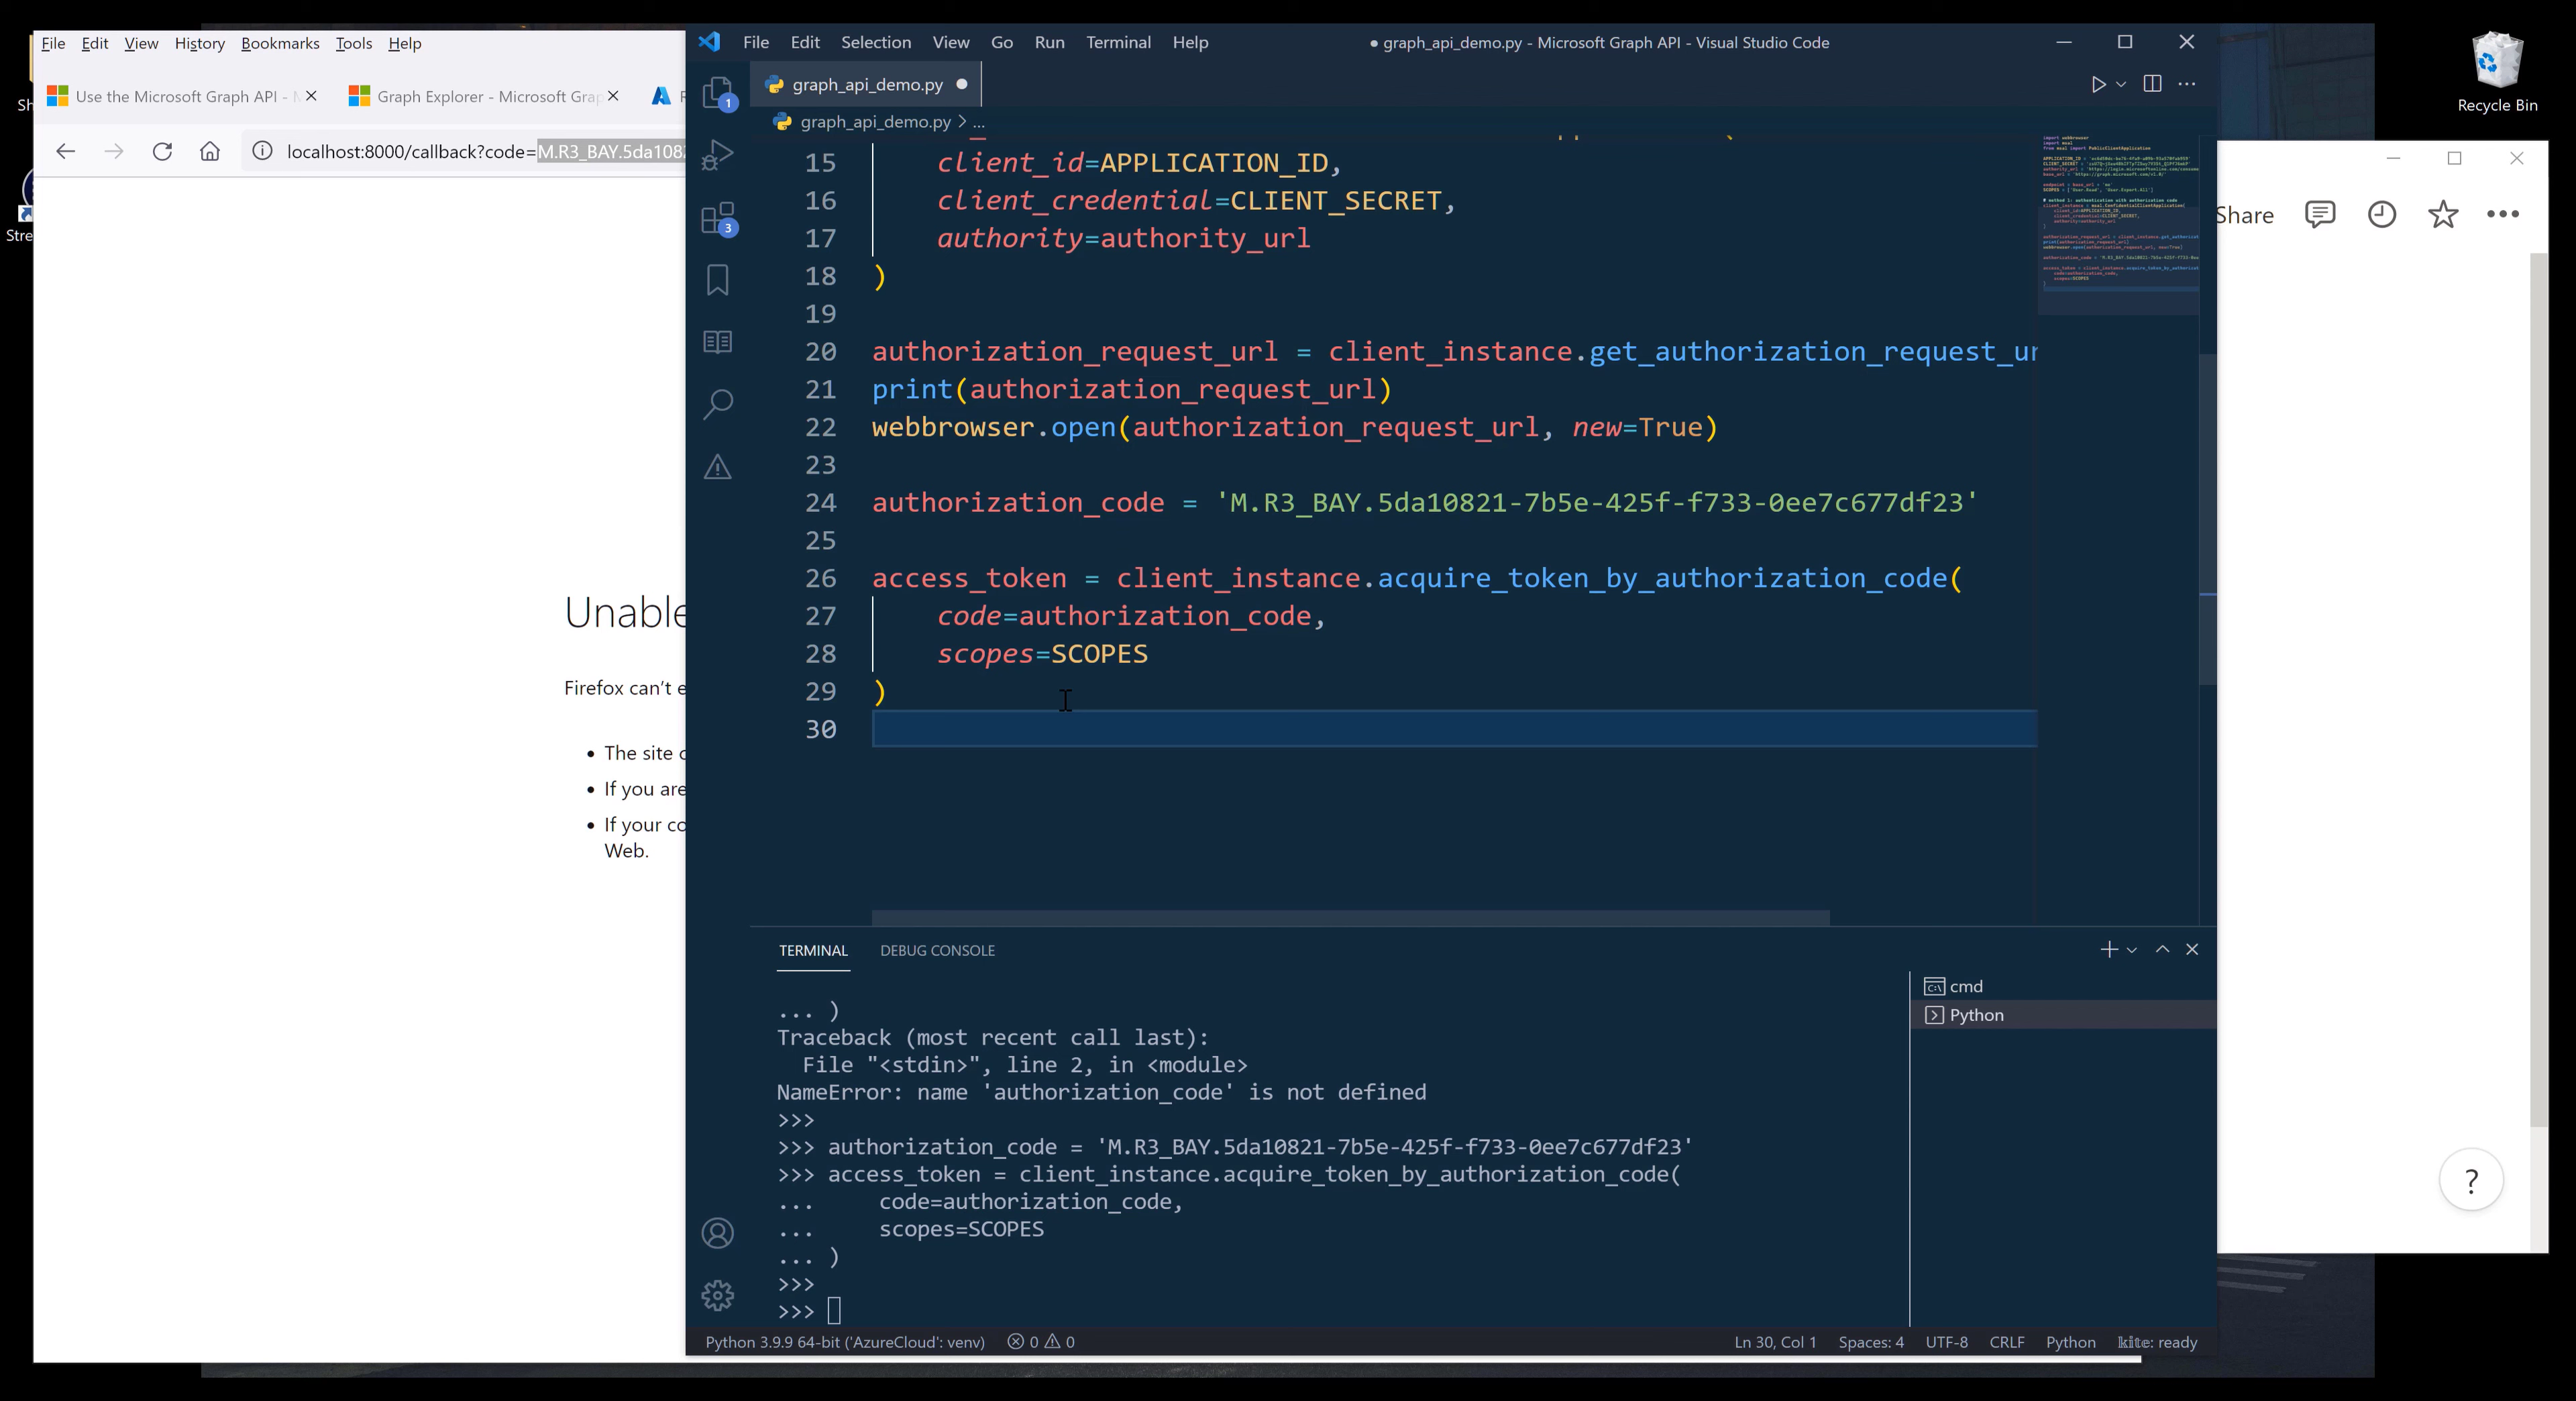 Recycle Bin
File Edit View History Bookmarks Tools Help
Use the Microsoft Graph API - M
Graph Explorer - Microsoft Grap
localhost:8000/callback?code=M.R3_BAY.5da1082
Unable
Firefox can't e
The site c
If you are
If your co
Web.
File Edit Selection View Go Run Terminal Help
● graph_api_demo.py - Microsoft Graph API - Visual Studio Code
graph_api_demo.py
graph_api_demo.py > ...
1
3
15 client_id=APPLICATION_ID,
16 client_credential=CLIENT_SECRET,
17 authority=authority_url
18 )
19
20 authorization_request_url = client_instance.get_authorization_request_ur
21 print(authorization_request_url)
22 webbrowser.open(authorization_request_url, new=True)
23
24 authorization_code = 'M.R3_BAY.5da10821-7b5e-425f-f733-0ee7c677df23'
25
26 access_token = client_instance.acquire_token_by_authorization_code(
27 code=authorization_code,
28 scopes=SCOPES
29 )
30
TERMINAL DEBUG CONSOLE
... )
Traceback (most recent call last):
File "<stdin>", line 2, in <module>
NameError: name 'authorization_code' is not defined
>>>
>>> authorization_code = 'M.R3_BAY.5da10821-7b5e-425f-f733-0ee7c677df23'
>>> access_token = client_instance.acquire_token_by_authorization_code(
... code=authorization_code,
... scopes=SCOPES
... )
>>>
>>>
cmd
Python
Python 3.9.9 64-bit ('AzureCloud': venv) 0 0
Ln 30, Col 1 Spaces: 4 UTF-8 CRLF Python kite: ready
Share
?